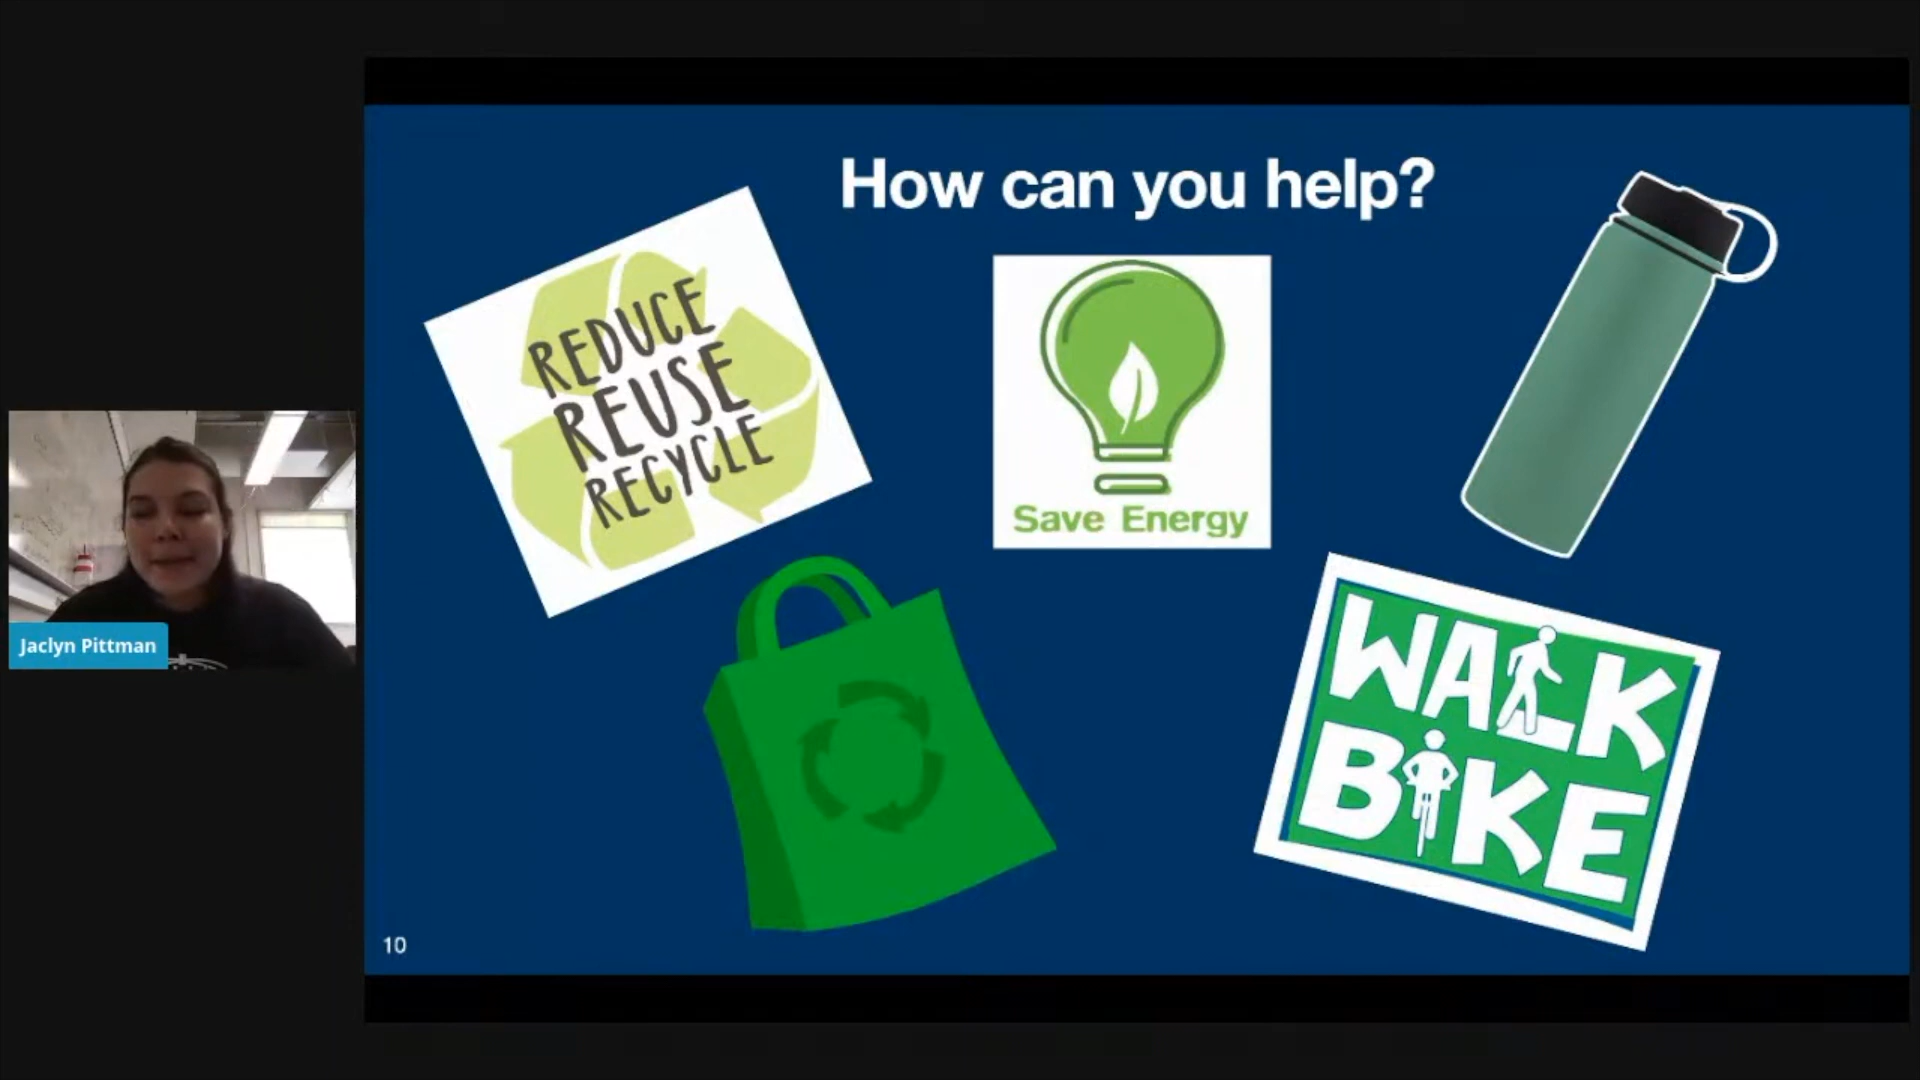 How can you help?
REDUCE
REUSE
RECYCLE
Save Energy
WALK
BIKE
Jaclyn Pittman
10